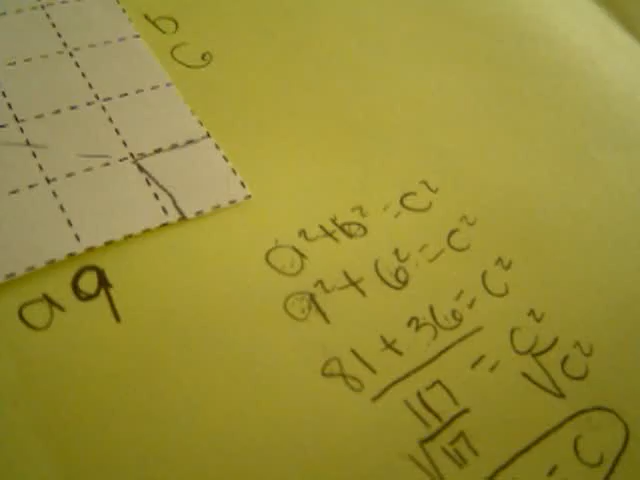 b
6
a 9
a²+b²=c²
9²+6²=c²
81+36=c²
117=c²
√117 √c²
=c